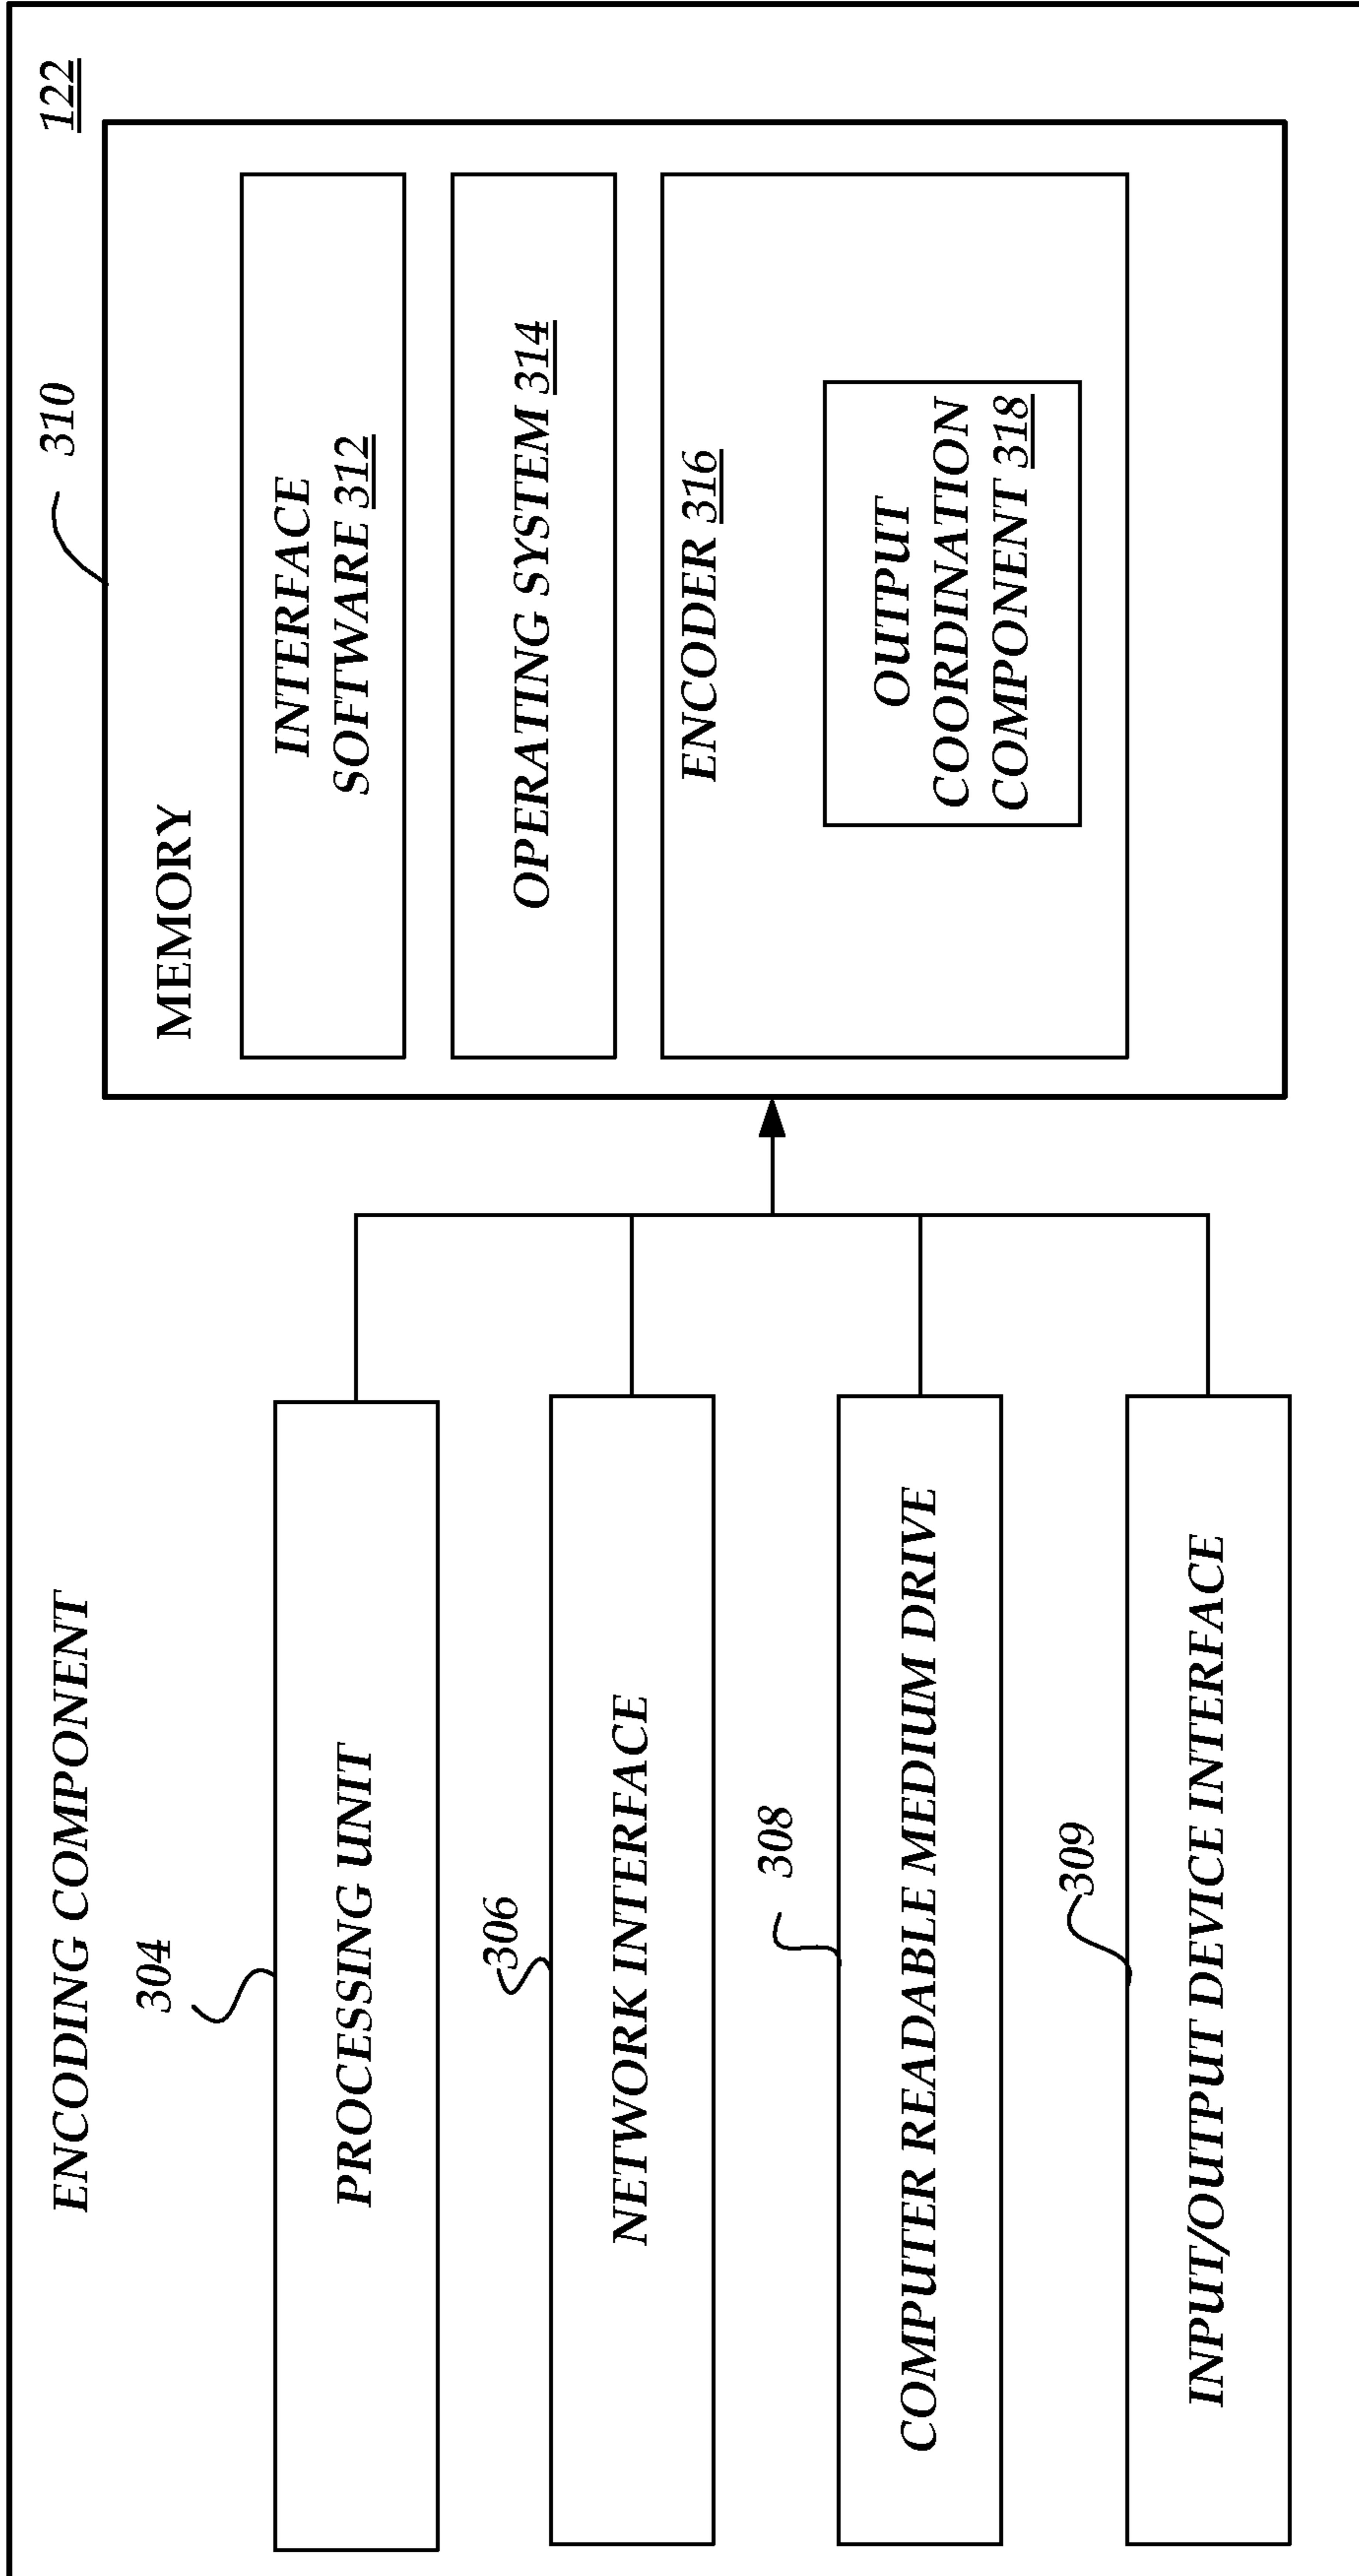 ENCODING COMPONENT
122
304
PROCESSING UNIT
306
NETWORK INTERFACE
308
COMPUTER READABLE MEDIUM DRIVE
309
INPUT/OUTPUT DEVICE INTERFACE
310
MEMORY
INTERFACE
SOFTWARE 312
OPERATING SYSTEM 314
ENCODER 316
OUTPUT
COORDINATION
COMPONENT 318